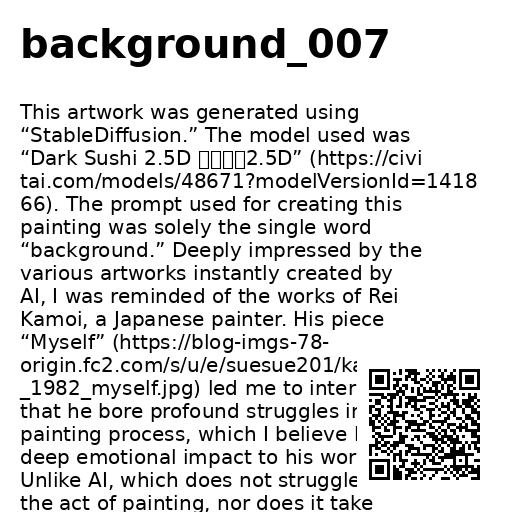 background_007
This artwork was generated using
“StableDiffusion.” The model used was
“Dark Sushi 2.5D 2.5D” (https://civi
tai.com/models/48671?modelVersionId=1418
66). The prompt used for creating this
painting was solely the single word
“background.” Deeply impressed by the
various artworks instantly created by
AI, I was reminded of the works of Rei
Kamoi, a Japanese painter. His piece
“Myself” (https://blog-imgs-78-
origin.fc2.com/s/u/e/suesue201/ka
_1982_myself.jpg) led me to inter
that he bore profound struggles in
painting process, which I believe
deep emotional impact to his wor
Unlike AI, which does not struggle
the act of painting, nor does it take